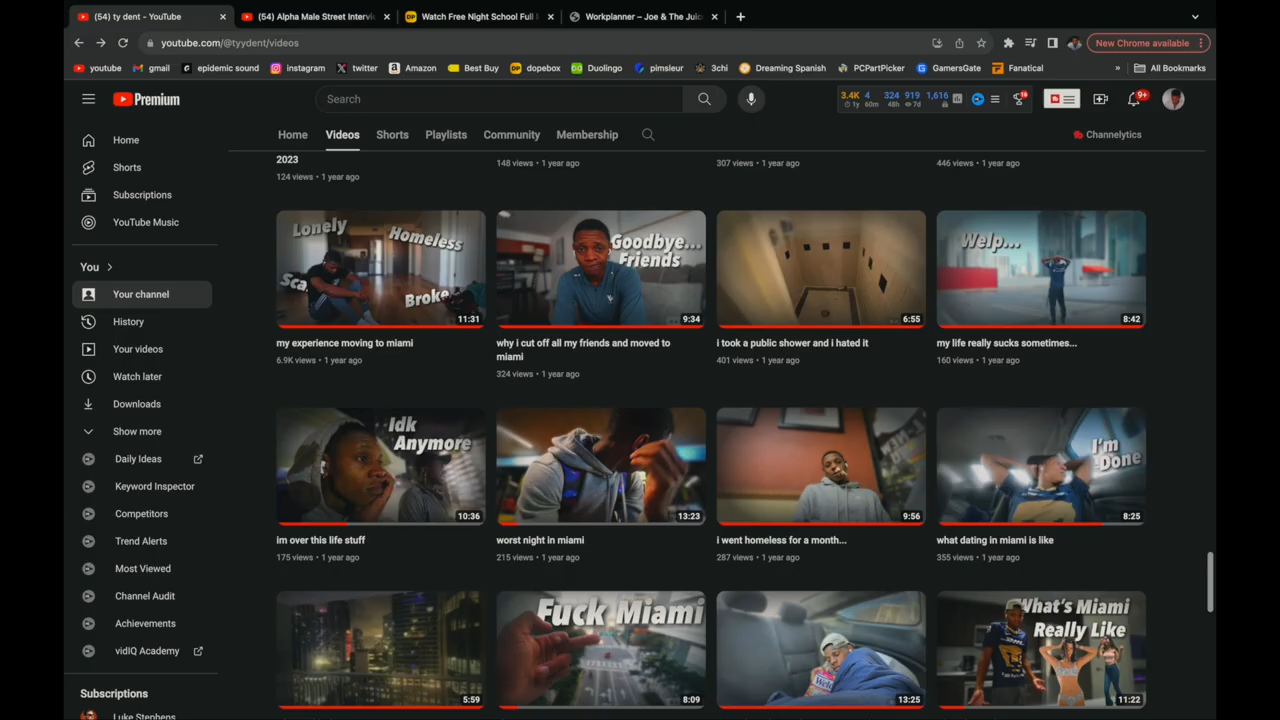 (54) ty dent - YouTube
(54) Alpha Male Street Intervi
Watch Free Night School Full
Workplanner – Joe & The Juic
youtube.com/@tyydent/videos
New Chrome available
youtube
gmail
epidemic sound
instagram
twitter
Amazon
Best Buy
dopebox
Duolingo
pimsleur
3chi
Dreaming Spanish
PCPartPicker
GamersGate
Fanatical
»
All Bookmarks
Premium
Search
3.4K 4 324 919 1,616
1y 60m 48h 7d
9+
Home
Videos
Shorts
Playlists
Community
Membership
Channelytics
Home
Shorts
Subscriptions
YouTube Music
You
Your channel
History
Your videos
Watch later
Downloads
Show more
Daily Ideas
Keyword Inspector
Competitors
Trend Alerts
Most Viewed
Channel Audit
Achievements
vidIQ Academy
Subscriptions
Luke Stephens
2023
124 views • 1 year ago
148 views • 1 year ago
307 views • 1 year ago
446 views • 1 year ago
Lonely
Homeless
Sca
Broke
11:31
my experience moving to miami
6.9K views • 1 year ago
Goodbye...
Friends
9:34
why i cut off all my friends and moved to
miami
324 views • 1 year ago
6:55
i took a public shower and i hated it
401 views • 1 year ago
Welp...
8:42
my life really sucks sometimes...
160 views • 1 year ago
Idk
Anymore
10:36
im over this life stuff
175 views • 1 year ago
13:23
worst night in miami
215 views • 1 year ago
9:56
i went homeless for a month...
287 views • 1 year ago
I'm
Done
8:25
what dating in miami is like
355 views • 1 year ago
5:59
Fuck Miami
8:09
13:25
What's Miami
Really Like
11:22